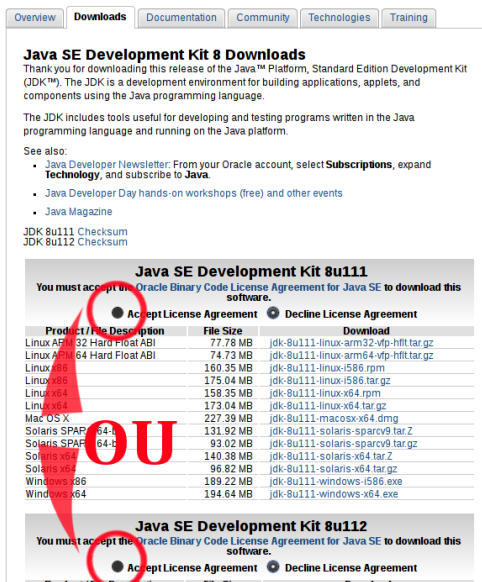 Overview Downloads Documentation Community Technologies Training
Java SE Development Kit 8 Downloads
Thank you for downloading this release of the Java™ Platform, Standard Edition Development Kit
(JDK™). The JDK is a development environment for building applications, applets, and
components using the Java programming language.
The JDK includes tools useful for developing and testing programs written in the Java
programming language and running on the Java platform.
See also:
Java Developer Newsletter: From your Oracle account, select Subscriptions, expand
Technology, and subscribe to Java.
Java Developer Day hands-on workshops (free) and other events
Java Magazine
JDK 8u111 Checksum
JDK 8u112 Checksum
Java SE Development Kit 8u111
You must accept the Oracle Binary Code License Agreement for Java SE to download this
software.
Accept License Agreement Decline License Agreement
Product / File Description File Size Download
Linux ARM 32 Hard Float ABI 77.78 MB jdk-8u111-linux-arm32-vfp-hflt.tar.gz
Linux ARM 64 Hard Float ABI 74.73 MB jdk-8u111-linux-arm64-vfp-hflt.tar.gz
Linux x86 160.35 MB jdk-8u111-linux-i586.rpm
Linux x86 175.04 MB jdk-8u111-linux-i586.tar.gz
Linux x64 158.35 MB jdk-8u111-linux-x64.rpm
Linux x64 173.04 MB jdk-8u111-linux-x64.tar.gz
Mac OS X 227.39 MB jdk-8u111-macosx-x64.dmg
Solaris SPARC 64-b 131.92 MB jdk-8u111-solaris-sparcv9.tar.Z
Solaris SPARC 64-b 93.02 MB jdk-8u111-solaris-sparcv9.tar.gz
OU
Solaris x64 140.38 MB jdk-8u111-solaris-x64.tar.Z
Solaris x64 96.82 MB jdk-8u111-solaris-x64.tar.gz
Windows x86 189.22 MB jdk-8u111-windows-i586.exe
Windows x64 194.64 MB jdk-8u111-windows-x64.exe
Java SE Development Kit 8u112
You must accept the Oracle Binary Code License Agreement for Java SE to download this
software.
Accept License Agreement Decline License Agreement